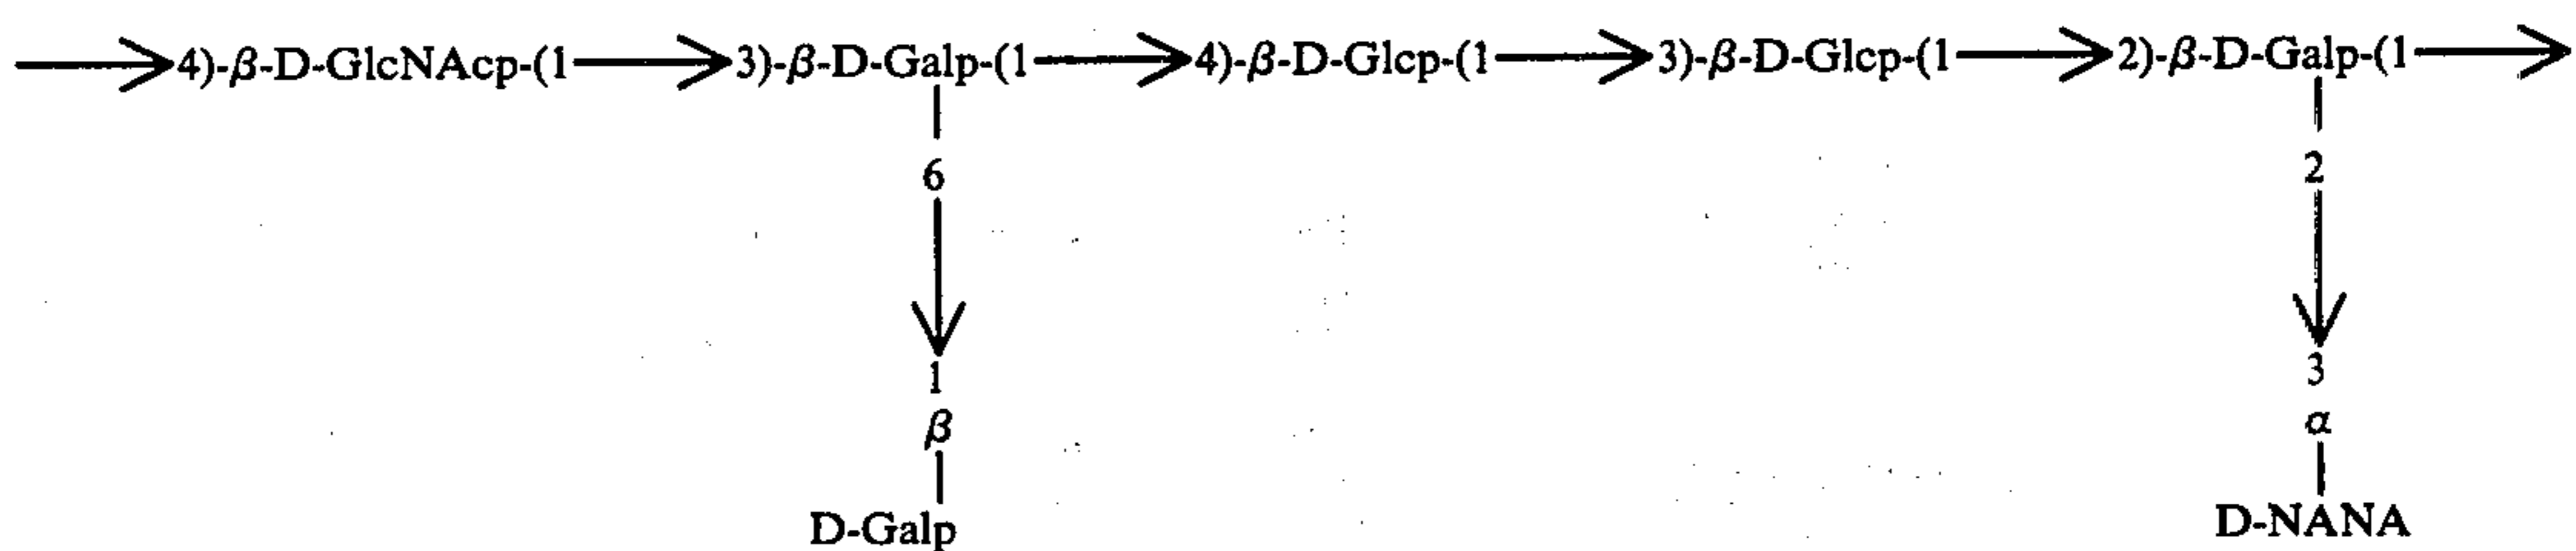 4)-β-D-GlcNAcp-(1 3)-β-D-Galp-(1 4)-β-D-Glcp-(1 3)-β-D-Glcp-(1 2)-β-D-Galp-(1
6 2
1 3
β α
D-Galp D-NANA